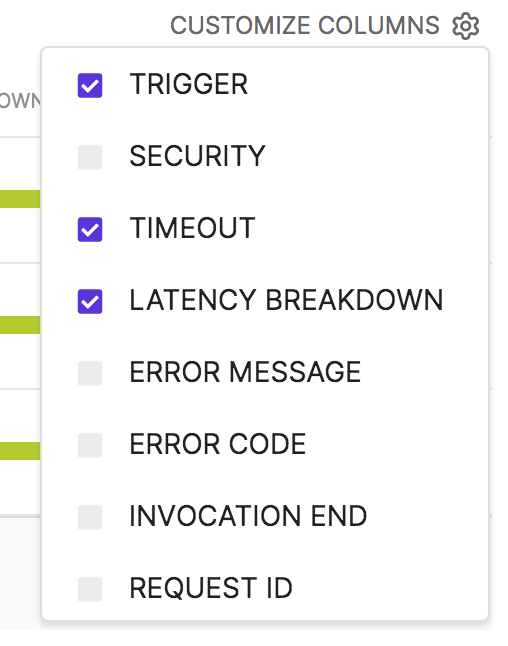 CUSTOMIZE COLUMNS
OWN
TRIGGER
SECURITY
TIMEOUT
LATENCY BREAKDOWN
ERROR MESSAGE
ERROR CODE
INVOCATION END
REQUEST ID